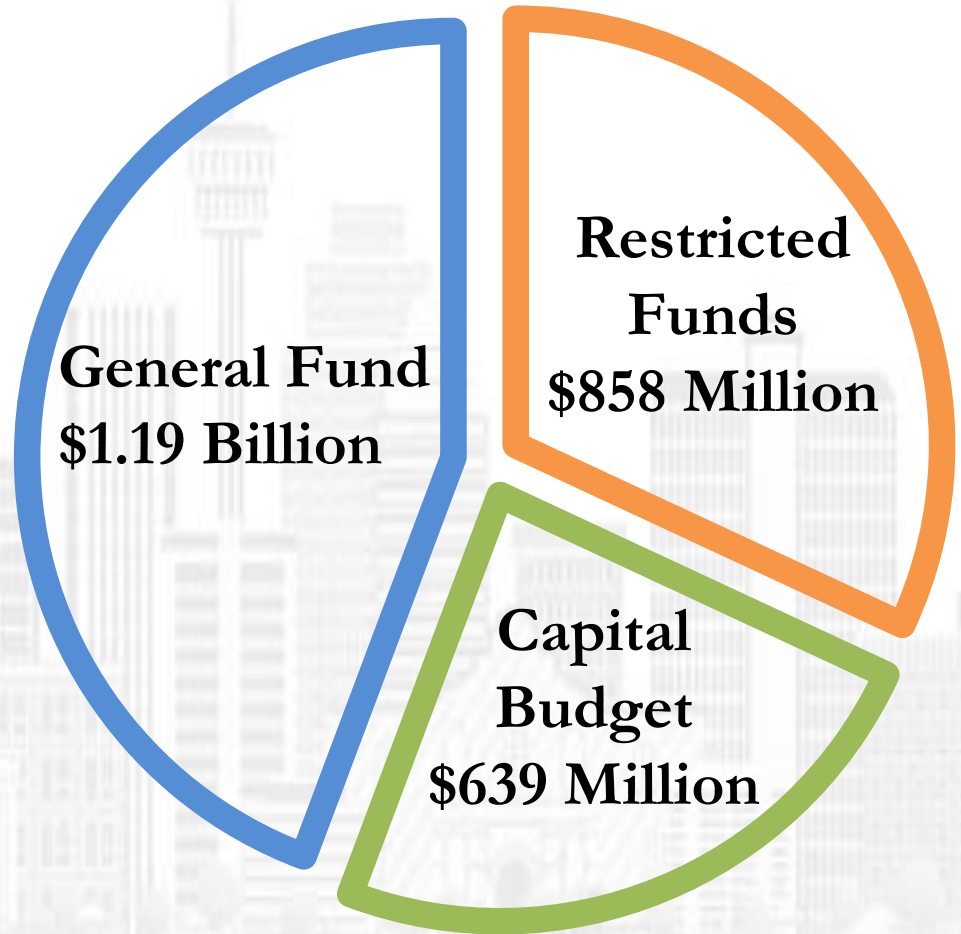 General Fund
$1.19 Billion
Restricted
Funds
$858 Million
Capital
Budget
$639 Million